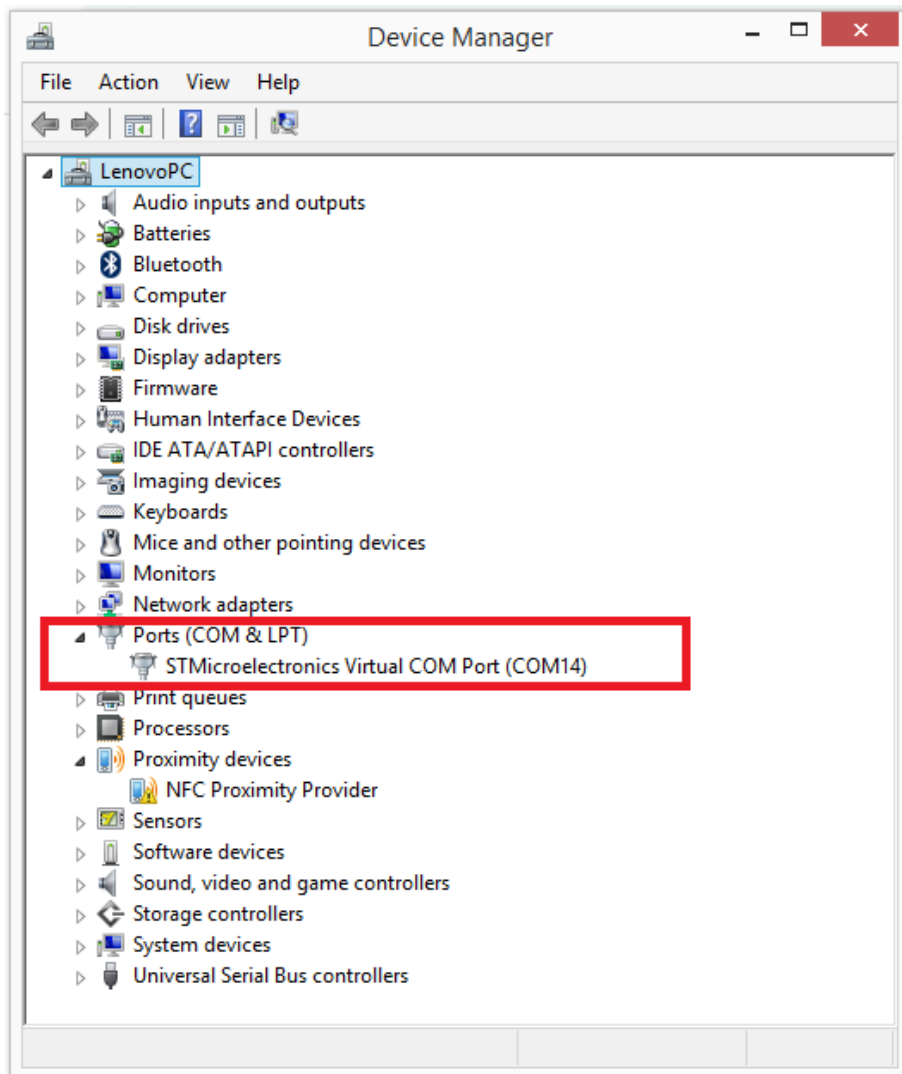 Device Manager
File Action View Help
LenovoPC
Audio inputs and outputs
Batteries
Bluetooth
Computer
Disk drives
Display adapters
Firmware
Human Interface Devices
IDE ATA/ATAPI controllers
Imaging devices
Keyboards
Mice and other pointing devices
Monitors
Network adapters
Ports (COM & LPT)
STMicroelectronics Virtual COM Port (COM14)
Print queues
Processors
Proximity devices
NFC Proximity Provider
Sensors
Software devices
Sound, video and game controllers
Storage controllers
System devices
Universal Serial Bus controllers